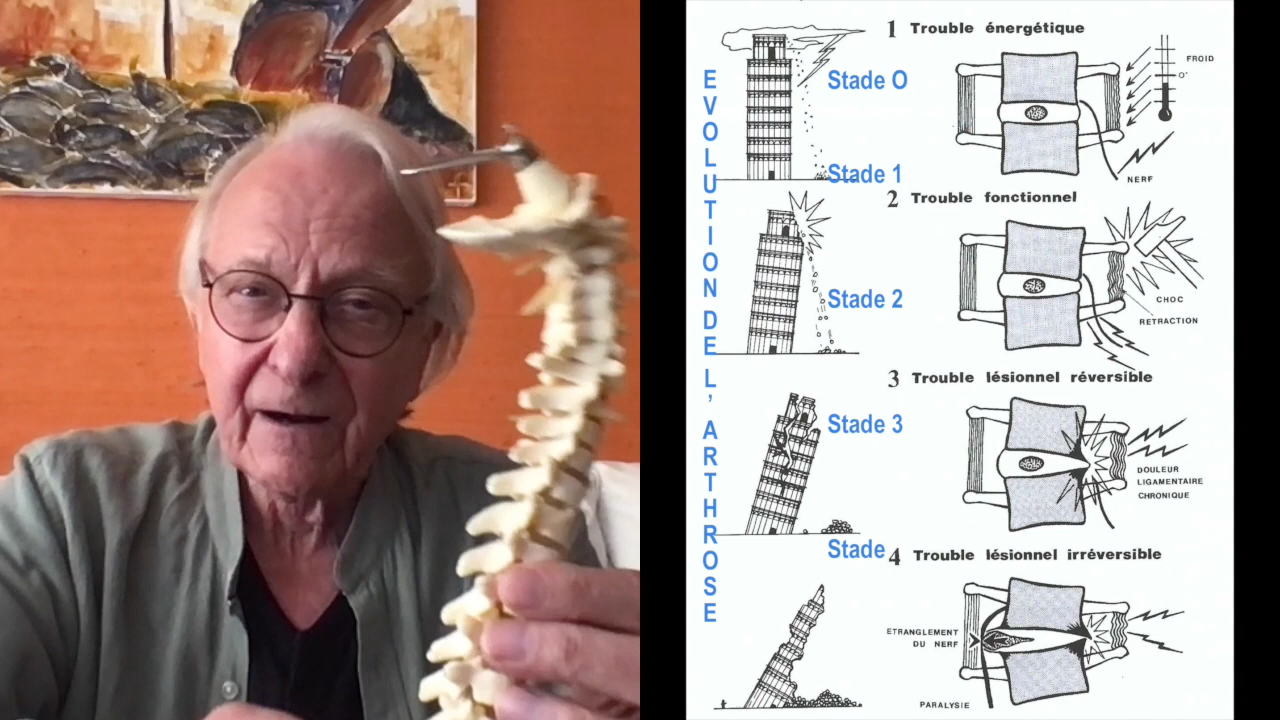 EVOLUTION DE L'ARTHROSE
1 Trouble énergétique
Stade O
FROID
O°
NERF
Stade 1
2 Trouble fonctionnel
Stade 2
CHOC
RETRACTION
3 Trouble lésionnel réversible
Stade 3
DOULEUR
LIGAMENTAIRE
CHRONIQUE
Stade 4 Trouble lésionnel irréversible
ETRANGLEMENT
DU NERF
PARALYSIE